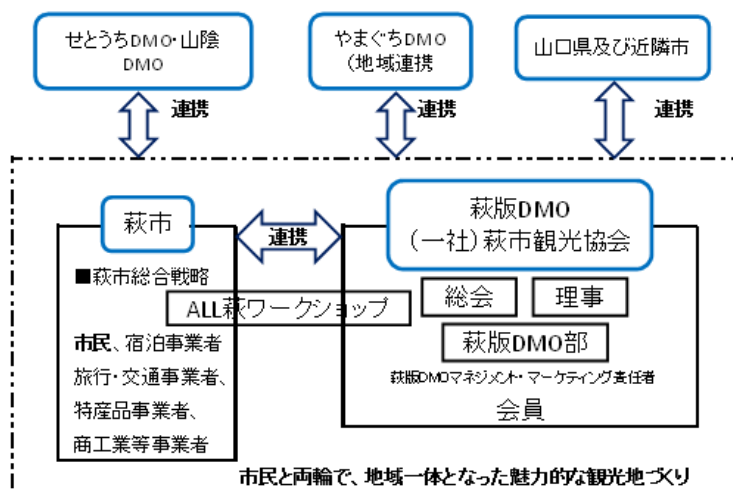 せとうちDMO・山陰
DMO
やまぐちDMO
(地域連携
山口県及び近隣市
連携
連携
連携
萩市
連携
萩版DMO
(一社)萩市観光協会
■萩市総合戦略
ALL萩ワークショップ
総会
理事
市民、宿泊事業者
旅行・交通事業者、
特産品事業者、
商工業等事業者
萩版DMO部
萩版DMOマネジメント・マーケティング責任者
会員
市民と両輪で、地域一体となった魅力的な観光地づくり